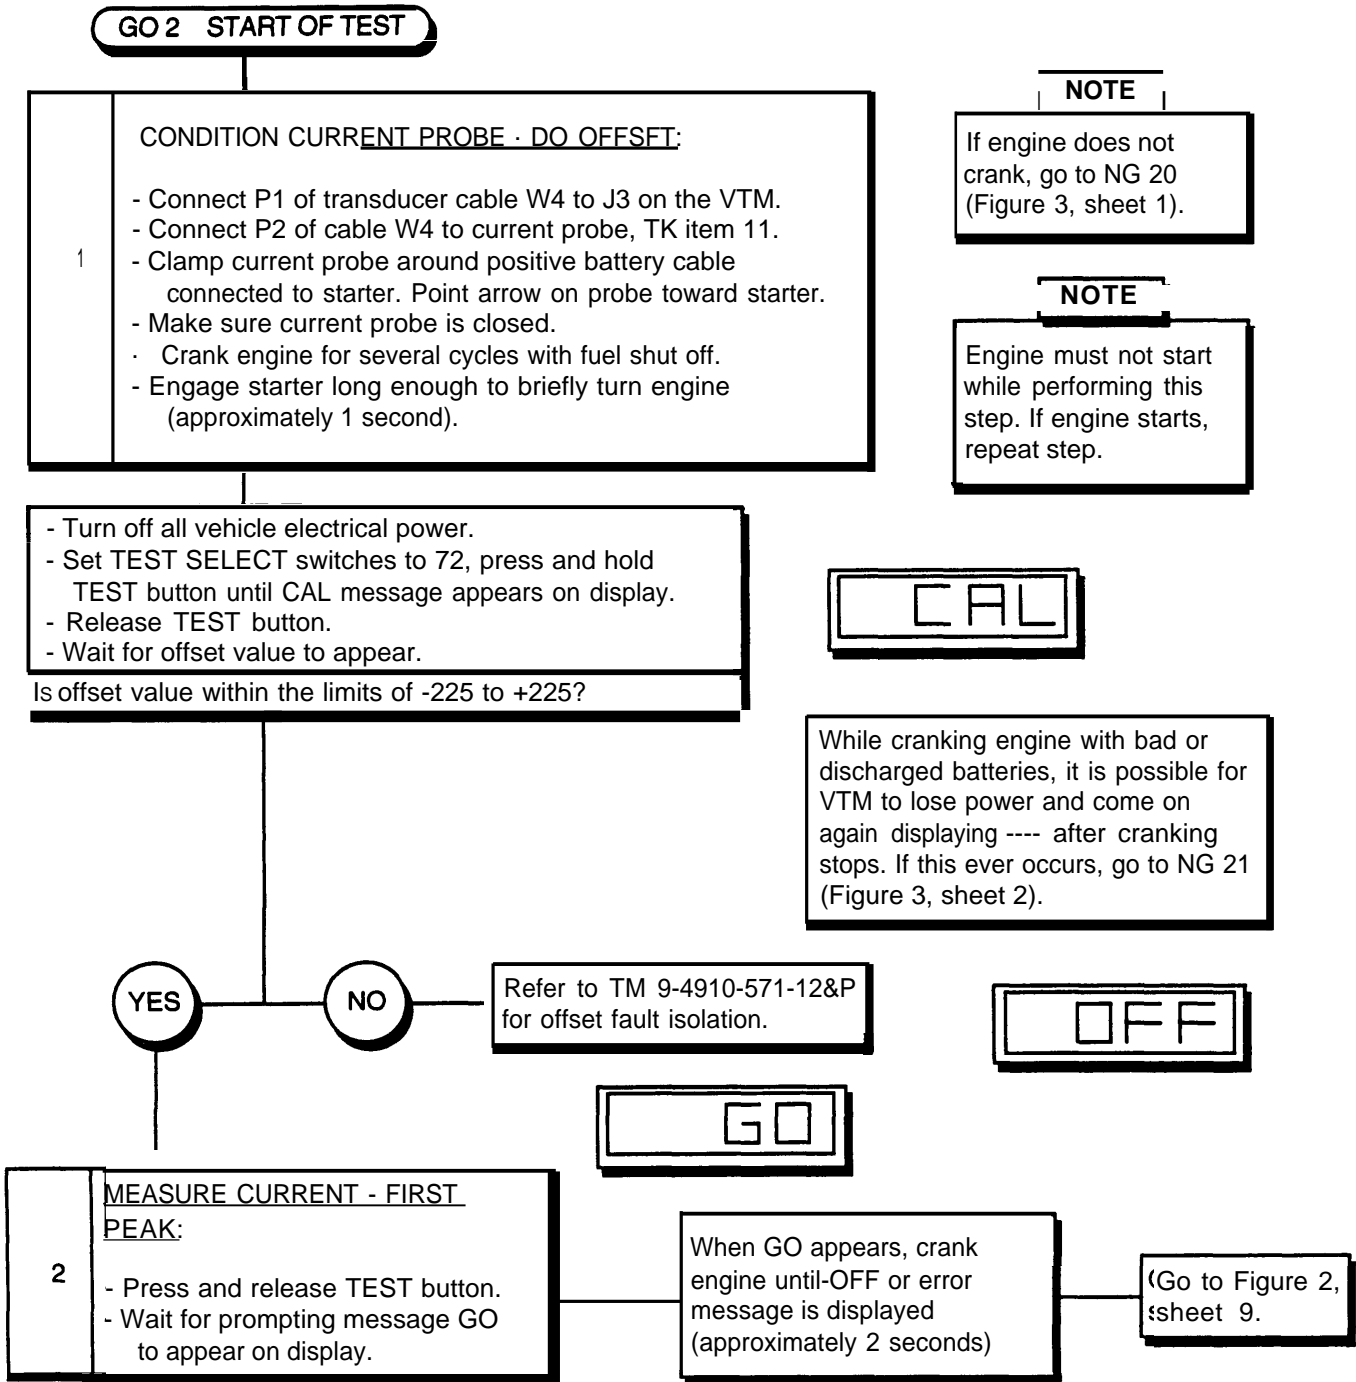 GO 2 START OF TEST
NOTE
If engine does not
crank, go to NG 20
(Figure 3, sheet 1).
1
CONDITION CURRENT PROBE · DO OFFSFT:
- Connect P1 of transducer cable W4 to J3 on the VTM.
- Connect P2 of cable W4 to current probe, TK item 11.
- Clamp current probe around positive battery cable
connected to starter. Point arrow on probe toward starter.
- Make sure current probe is closed.
· Crank engine for several cycles with fuel shut off.
- Engage starter long enough to briefly turn engine
(approximately 1 second).
NOTE
Engine must not start
while performing this
step. If engine starts,
repeat step.
- Turn off all vehicle electrical power.
- Set TEST SELECT switches to 72, press and hold
TEST button until CAL message appears on display.
- Release TEST button.
- Wait for offset value to appear.
Is offset value within the limits of -225 to +225?
CAL
While cranking engine with bad or
discharged batteries, it is possible for
VTM to lose power and come on
again displaying ---- after cranking
stops. If this ever occurs, go to NG 21
(Figure 3, sheet 2).
YES
NO
Refer to TM 9-4910-571-12&P
for offset fault isolation.
OFF
GO
2
MEASURE CURRENT - FIRST
PEAK:
- Press and release TEST button.
- Wait for prompting message GO
to appear on display.
When GO appears, crank
engine until-OFF or error
message is displayed
(approximately 2 seconds)
Go to Figure 2,
sheet 9.